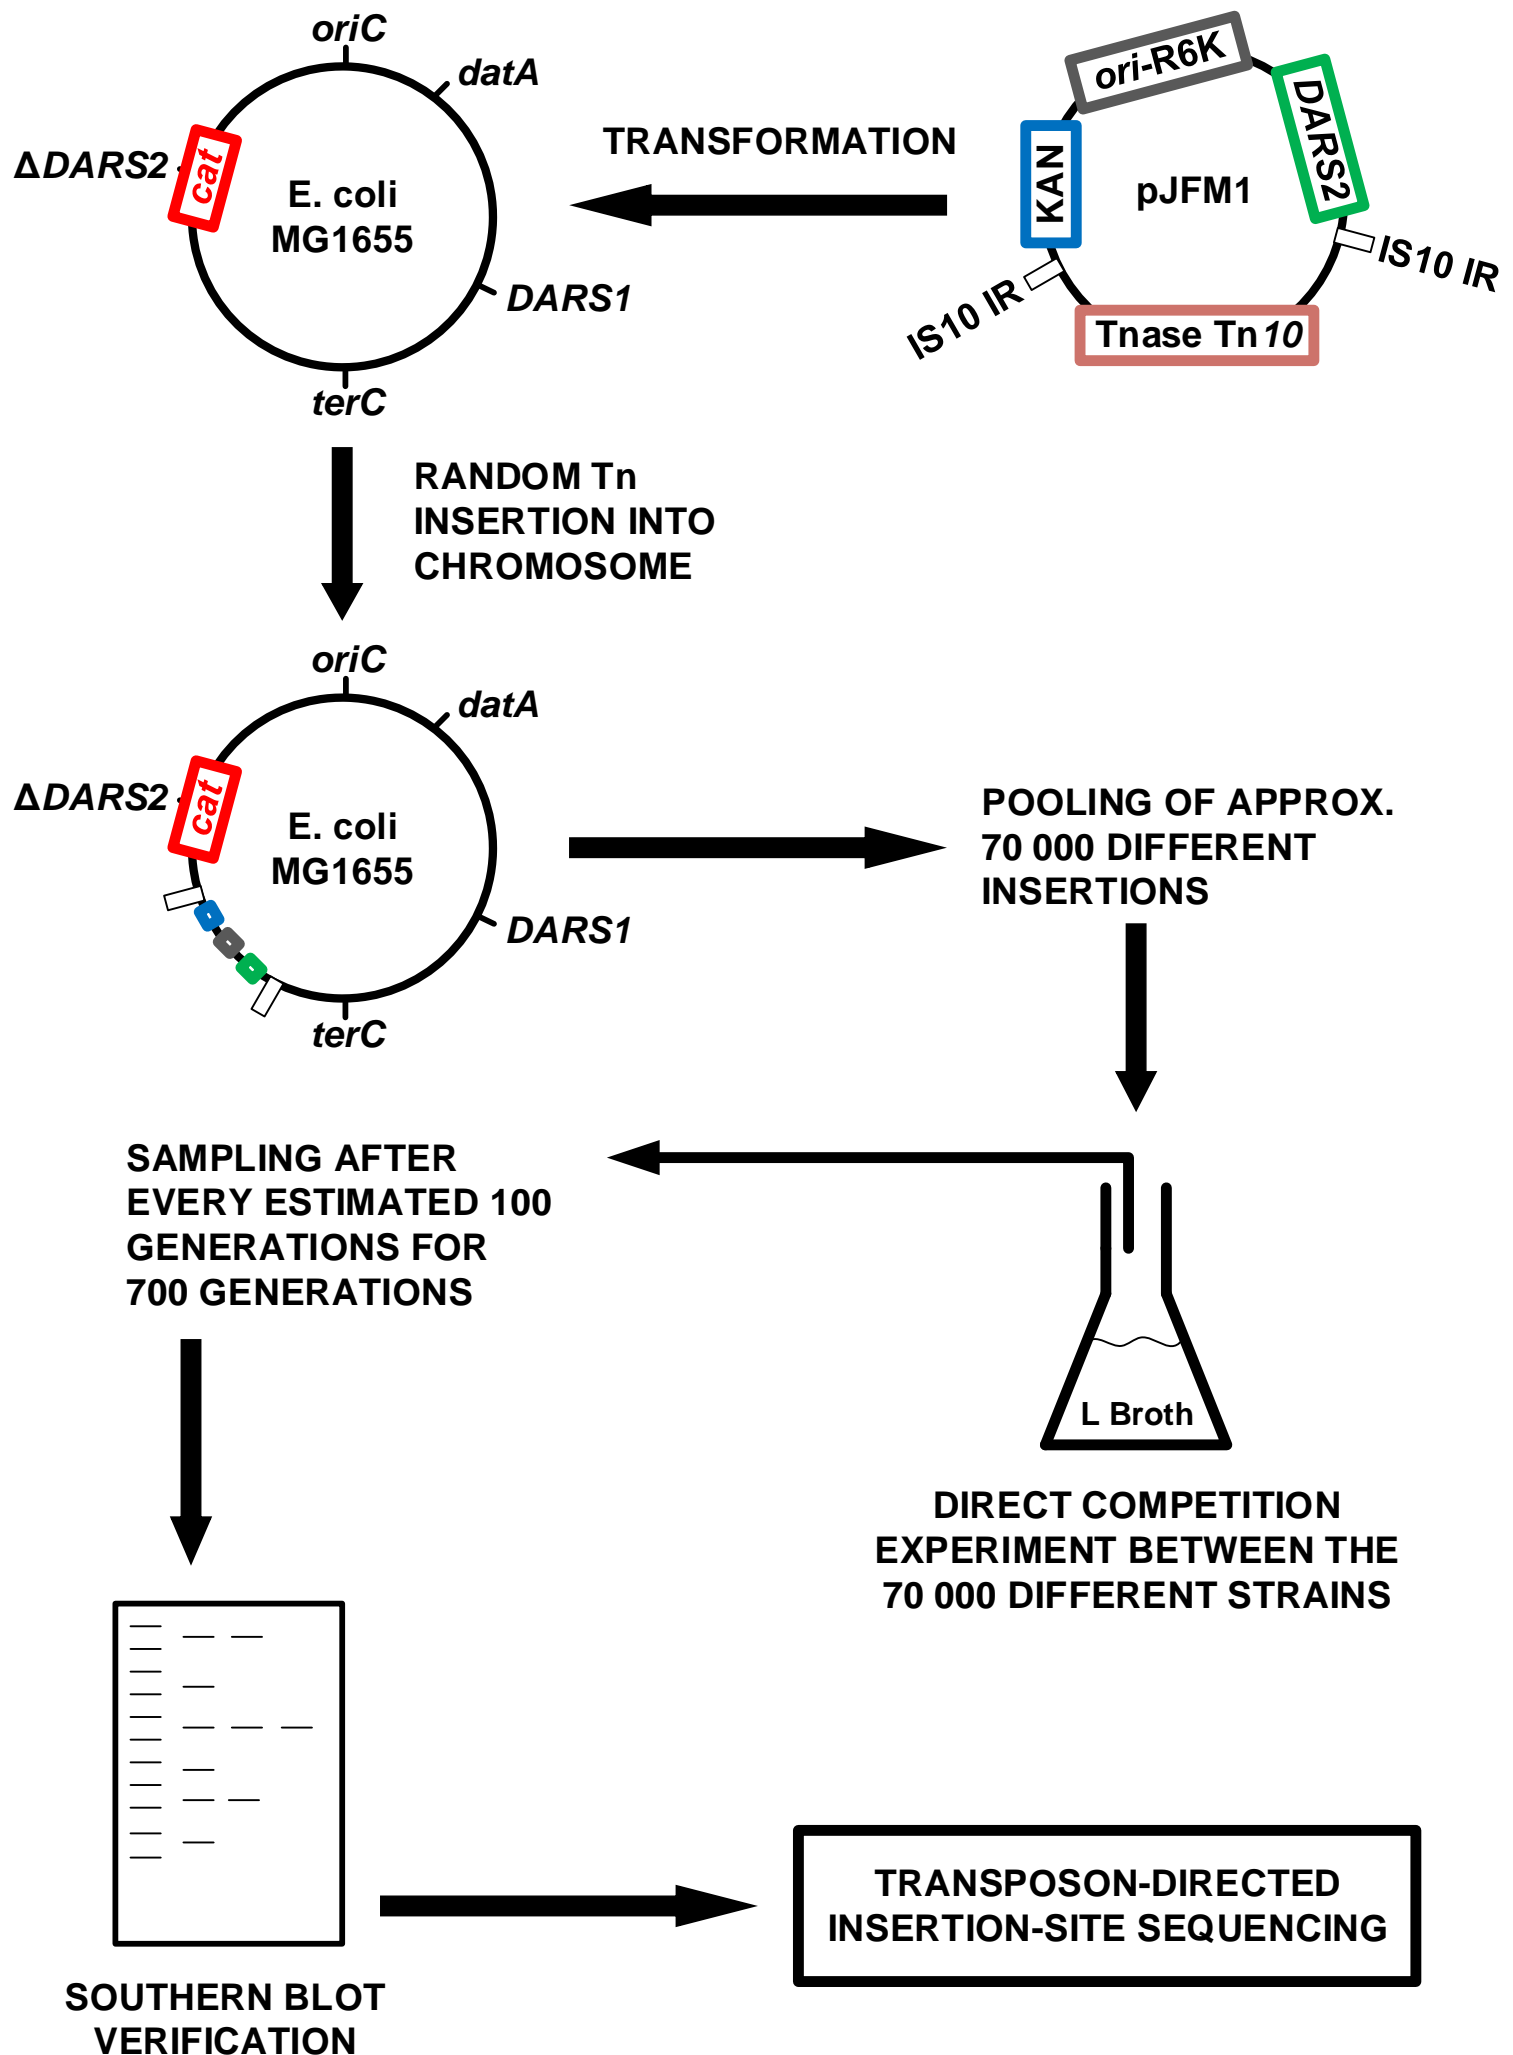 oriC
datA
ΔDARS2
cat
E. coli
MG1655
DARS1
terC
TRANSFORMATION
ori-R6K
DARS2
KAN
pJFM1
IS10 IR
IS10 IR
Tnase Tn10
RANDOM Tn
INSERTION INTO
CHROMOSOME
oriC
datA
ΔDARS2
cat
E. coli
MG1655
DARS1
terC
POOLING OF APPROX.
70 000 DIFFERENT
INSERTIONS
SAMPLING AFTER
EVERY ESTIMATED 100
GENERATIONS FOR
700 GENERATIONS
L Broth
DIRECT COMPETITION
EXPERIMENT BETWEEN THE
70 000 DIFFERENT STRAINS
SOUTHERN BLOT
VERIFICATION
TRANSPOSON-DIRECTED
INSERTION-SITE SEQUENCING